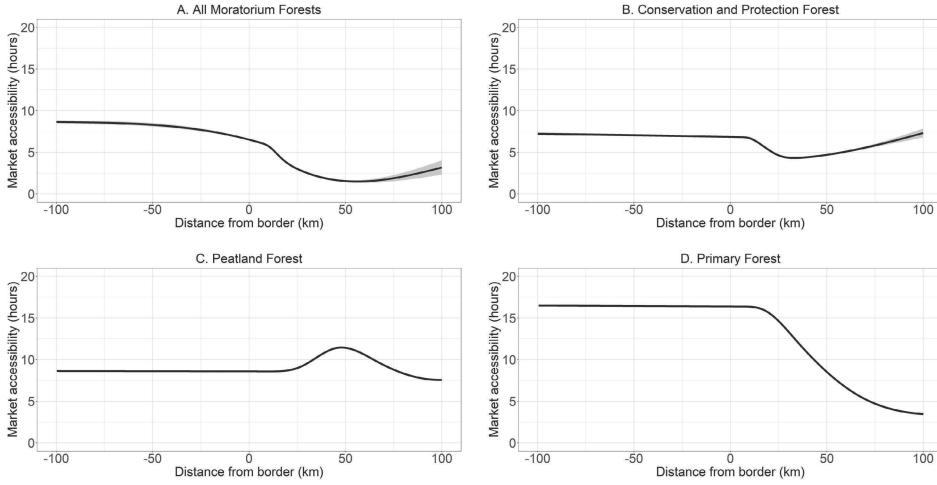 A. All Moratorium Forests
Market accessibility (hours)
20
15
10
5
0
-100 -50 0 50 100
Distance from border (km)
B. Conservation and Protection Forest
Market accessibility (hours)
20
15
10
5
0
-100 -50 0 50 100
Distance from border (km)
C. Peatland Forest
Market accessibility (hours)
20
15
10
5
0
-100 -50 0 50 100
Distance from border (km)
D. Primary Forest
Market accessibility (hours)
20
15
10
5
0
-100 -50 0 50 100
Distance from border (km)